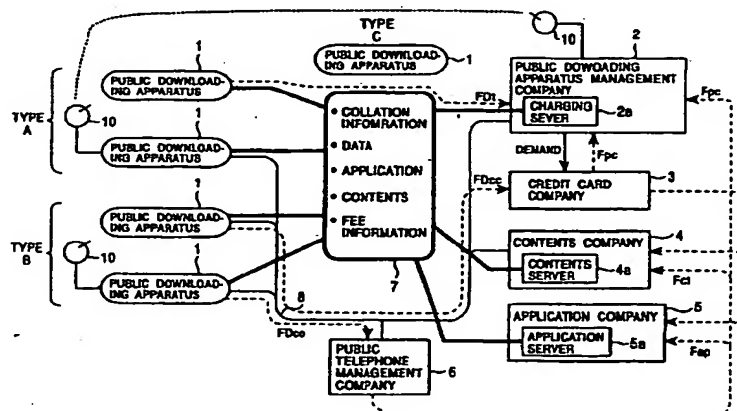 TYPE
C
PUBLIC DOWNLOAD-
ING APPARATUS
1
10
2
PUBLIC DOWOADING
APPARATUS MANAGEMENT
COMPANY
CHARGING
SEVER
2a
Fpc
1
PUBLIC DOWNLOAD-
ING APPARATUS
FD1
TYPE
A
10
1
PUBLIC DOWNLOAD-
ING APPARATUS
• COLLATION
INFOMRATION
• DATA
• APPLICATION
• CONTENTS
• FEE
INFORMATION
7
DEMAND
Fpc
FDcc
CREDIT CARD
COMPANY
3
1
PUBLIC DOWNLOAD-
ING APPARATUS
TYPE
B
10
1
PUBLIC DOWNLOAD-
ING APPARATUS
4
CONTENTS COMPANY
CONTENTS
SERVER
4a
Fct
8
FDco
5
APPLICATION COMPANY
APPLICATION
SERVER
5a
Fap
PUBLIC
TELEPHONE
MANAGEMENT
COMPANY
6